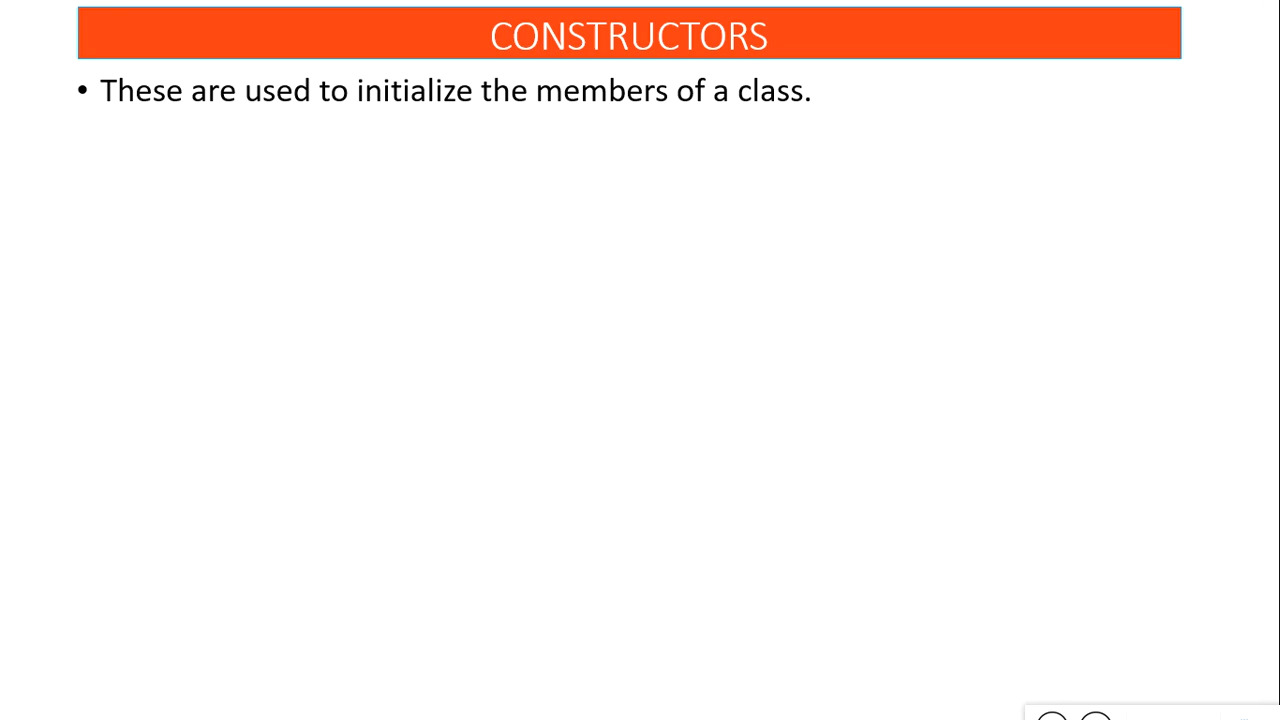 CONSTRUCTORS
• These are used to initialize the members of a class.